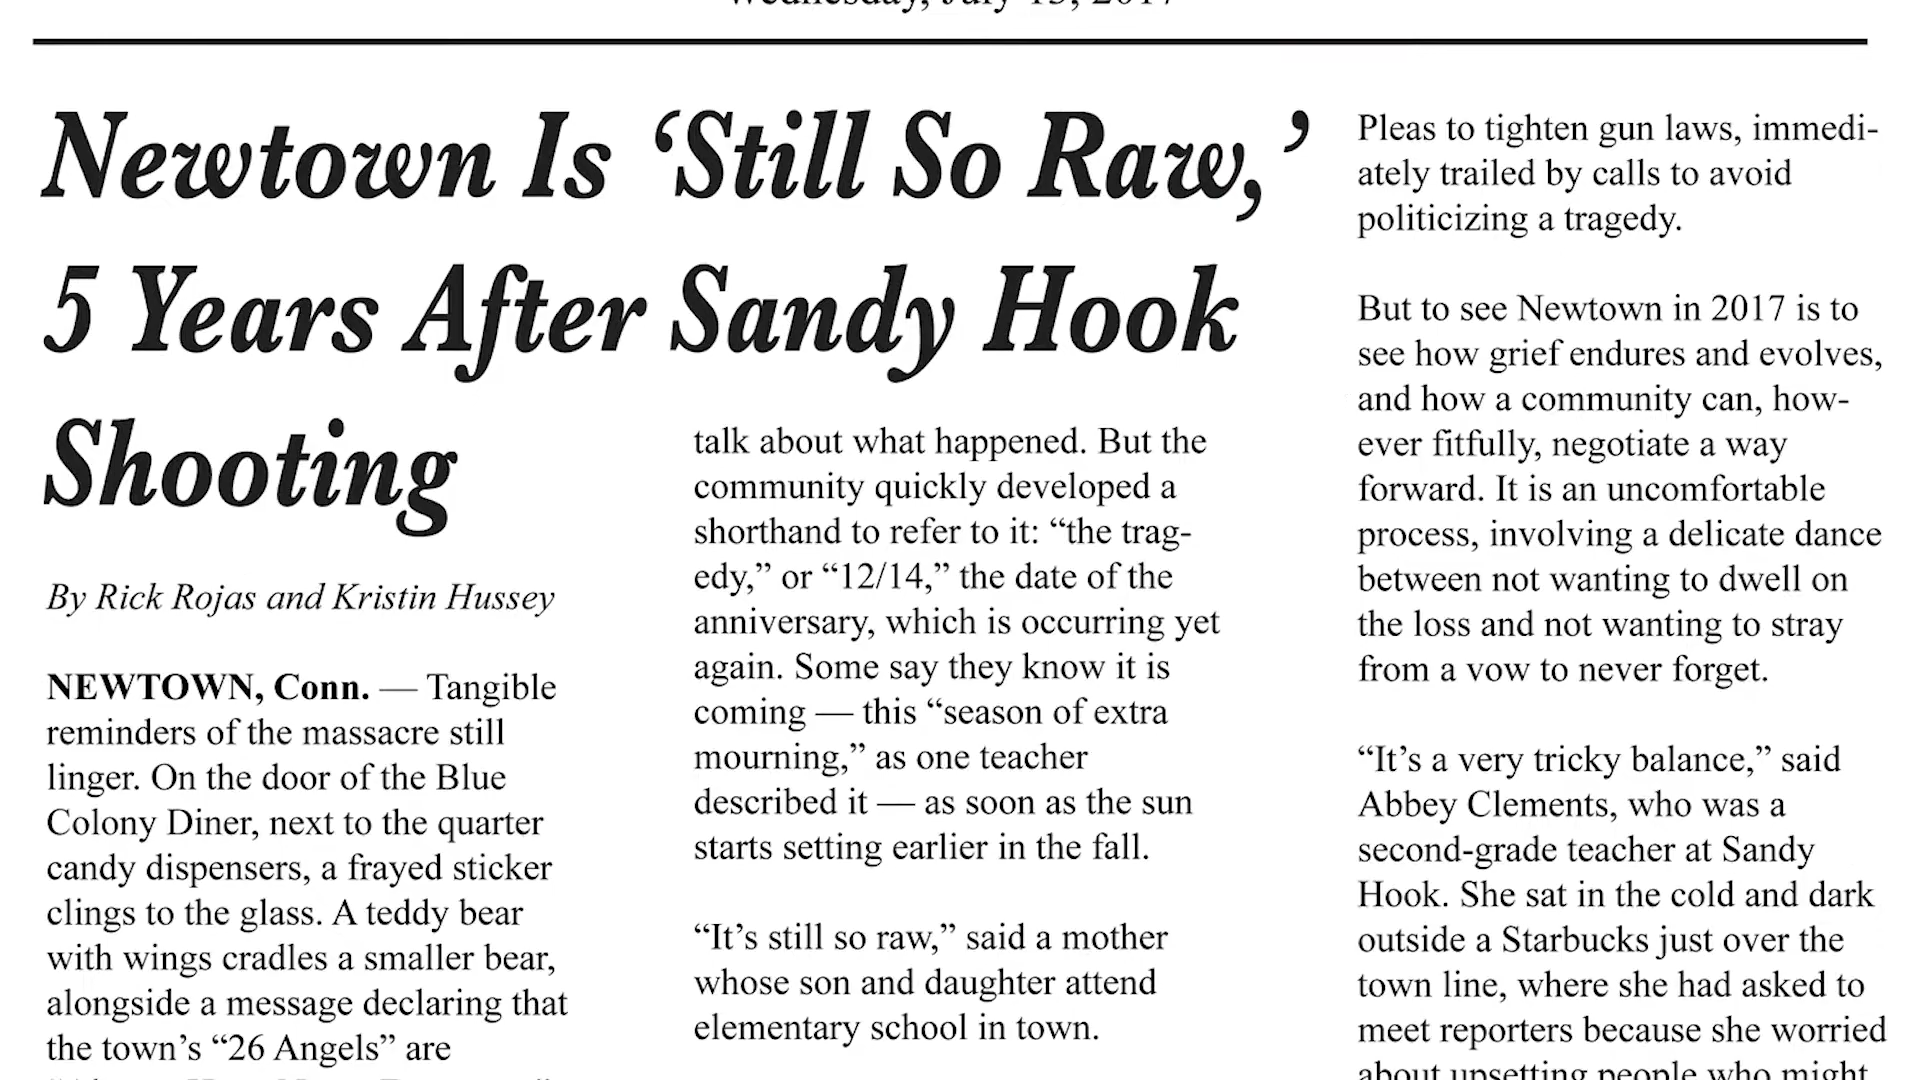 Wednesday, July 13, 2017
Newtown Is ‘Still So Raw,’
5 Years After Sandy Hook
Shooting
By Rick Rojas and Kristin Hussey
NEWTOWN, Conn. — Tangible
reminders of the massacre still
linger. On the door of the Blue
Colony Diner, next to the quarter
candy dispensers, a frayed sticker
clings to the glass. A teddy bear
with wings cradles a smaller bear,
alongside a message declaring that
the town’s “26 Angels” are
talk about what happened. But the
community quickly developed a
shorthand to refer to it: “the trag-
edy,” or “12/14,” the date of the
anniversary, which is occurring yet
again. Some say they know it is
coming — this “season of extra
mourning,” as one teacher
described it — as soon as the sun
starts setting earlier in the fall.
“It’s still so raw,” said a mother
whose son and daughter attend
elementary school in town.
Pleas to tighten gun laws, immedi-
ately trailed by calls to avoid
politicizing a tragedy.
But to see Newtown in 2017 is to
see how grief endures and evolves,
and how a community can, how-
ever fitfully, negotiate a way
forward. It is an uncomfortable
process, involving a delicate dance
between not wanting to dwell on
the loss and not wanting to stray
from a vow to never forget.
“It’s a very tricky balance,” said
Abbey Clements, who was a
second-grade teacher at Sandy
Hook. She sat in the cold and dark
outside a Starbucks just over the
town line, where she had asked to
meet reporters because she worried
about upsetting people who might